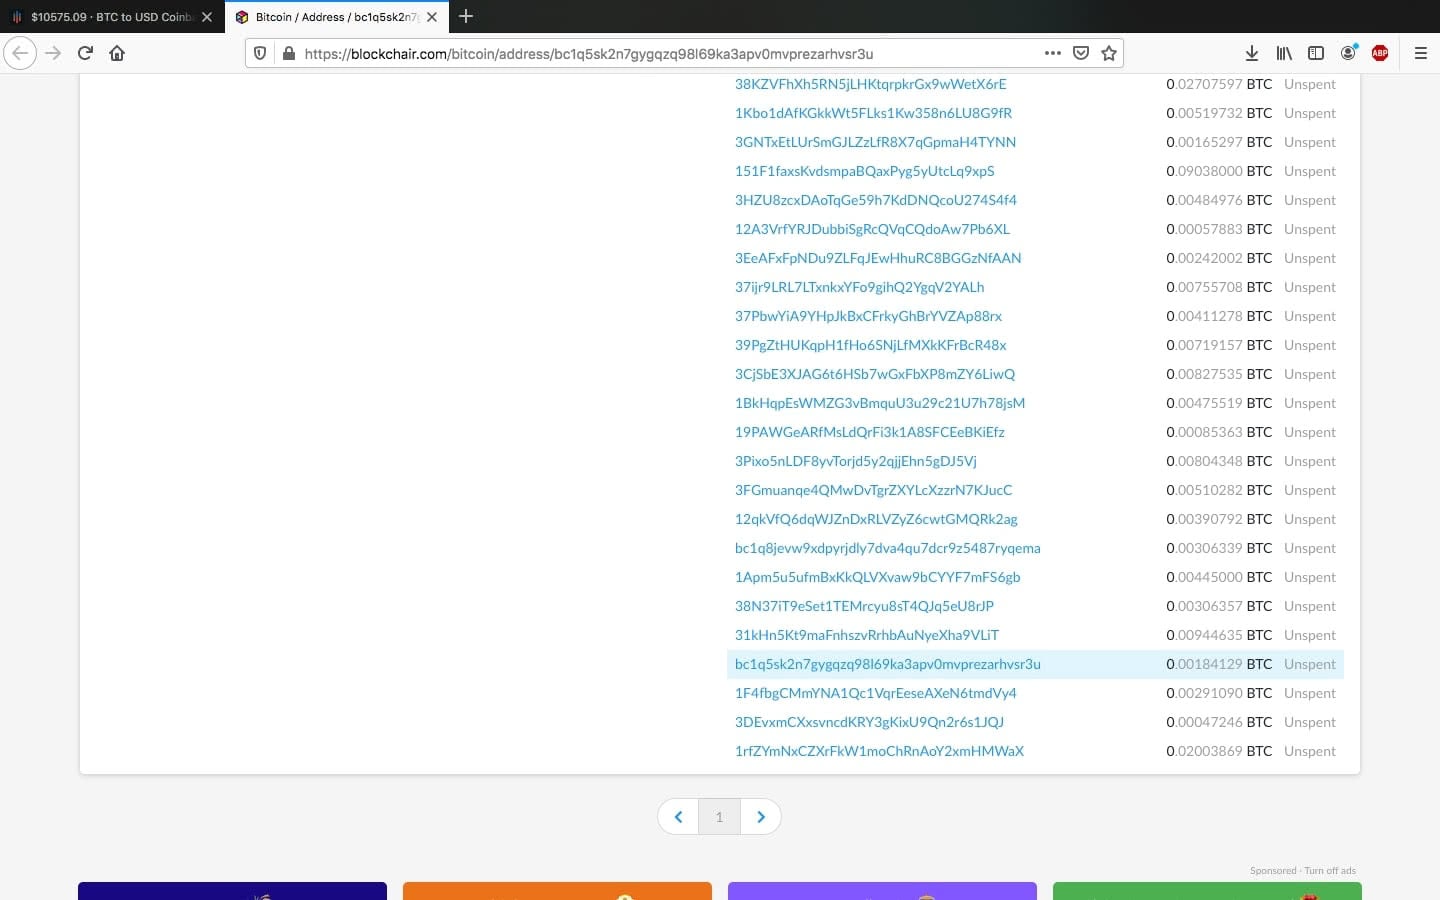 $10575.09 · BTC to USD Coinb
Bitcoin / Address / bc1q5sk2n7g
https://blockchair.com/bitcoin/address/bc1q5sk2n7gygqzq98l69ka3apv0mvprezarhvsr3u
ABP
38KZVFhXh5RN5jLHKtqrpkrGx9wWetX6rE 0.02707597 BTC Unspent
1Kbo1dAfKGkkWt5FLks1Kw358n6LU8G9fR 0.00519732 BTC Unspent
3GNTxEtLUrSmGJLZzLfR8X7qGpmaH4TYNN 0.00165297 BTC Unspent
151F1faxsKvdsmpaBQaxPyg5yUtcLq9xpS 0.09038000 BTC Unspent
3HZU8zcxDAoTqGe59h7KdDNQcoU274S4f4 0.00484976 BTC Unspent
12A3VrfYRJDubbiSgRcQVqCQdoAw7Pb6XL 0.00057883 BTC Unspent
3EeAFxFpNDu9ZLFqJEwHhuRC8BGGzNfAAN 0.00242002 BTC Unspent
37ijr9LRL7LTxnkxYFo9gihQ2YgqV2YALh 0.00755708 BTC Unspent
37PbwYiA9YHpJkBxCFrkyGhBrYVZAp88rx 0.00411278 BTC Unspent
39PgZtHUKqpH1fHo6SNjLfMXkKFrBcR48x 0.00719157 BTC Unspent
3CjSbE3XJAG6t6HSb7wGxFbXP8mZY6LiwQ 0.00827535 BTC Unspent
1BkHqpEsWMZG3vBmquU3u29c21U7h78jsM 0.00475519 BTC Unspent
19PAWGeARfMsLdQrFi3k1A8SFCEeBKiEfz 0.00085363 BTC Unspent
3Pixo5nLDF8yvTorjd5y2qjjEhn5gDJ5Vj 0.00804348 BTC Unspent
3FGmuanqe4QMwDvTgrZXYLcXzzrN7KJucC 0.00510282 BTC Unspent
12qkVfQ6dqWJZnDxRLVZyZ6cwtGMQRk2ag 0.00390792 BTC Unspent
bc1q8jevw9xdpyrjdly7dva4qu7dcr9z5487ryqema 0.00306339 BTC Unspent
1Apm5u5ufmBxKkQLVXvaw9bCYYF7mFS6gb 0.00445000 BTC Unspent
38N37iT9eSet1TEMrcyu8sT4QJq5eU8rJP 0.00306357 BTC Unspent
31kHn5Kt9maFnhszvRrhbAuNyeXha9VLiT 0.00944635 BTC Unspent
bc1q5sk2n7gygqzq98l69ka3apv0mvprezarhvsr3u 0.00184129 BTC Unspent
1F4fbgCMmYNA1Qc1VqrEeseAXeN6tmdVy4 0.00291090 BTC Unspent
3DEvxmCXxsvncdKRY3gKixU9Qn2r6s1JQJ 0.00047246 BTC Unspent
1rfZYmNxCZXrFkW1moChRnAoY2xmHMWaX 0.02003869 BTC Unspent
1
Sponsored · Turn off ads